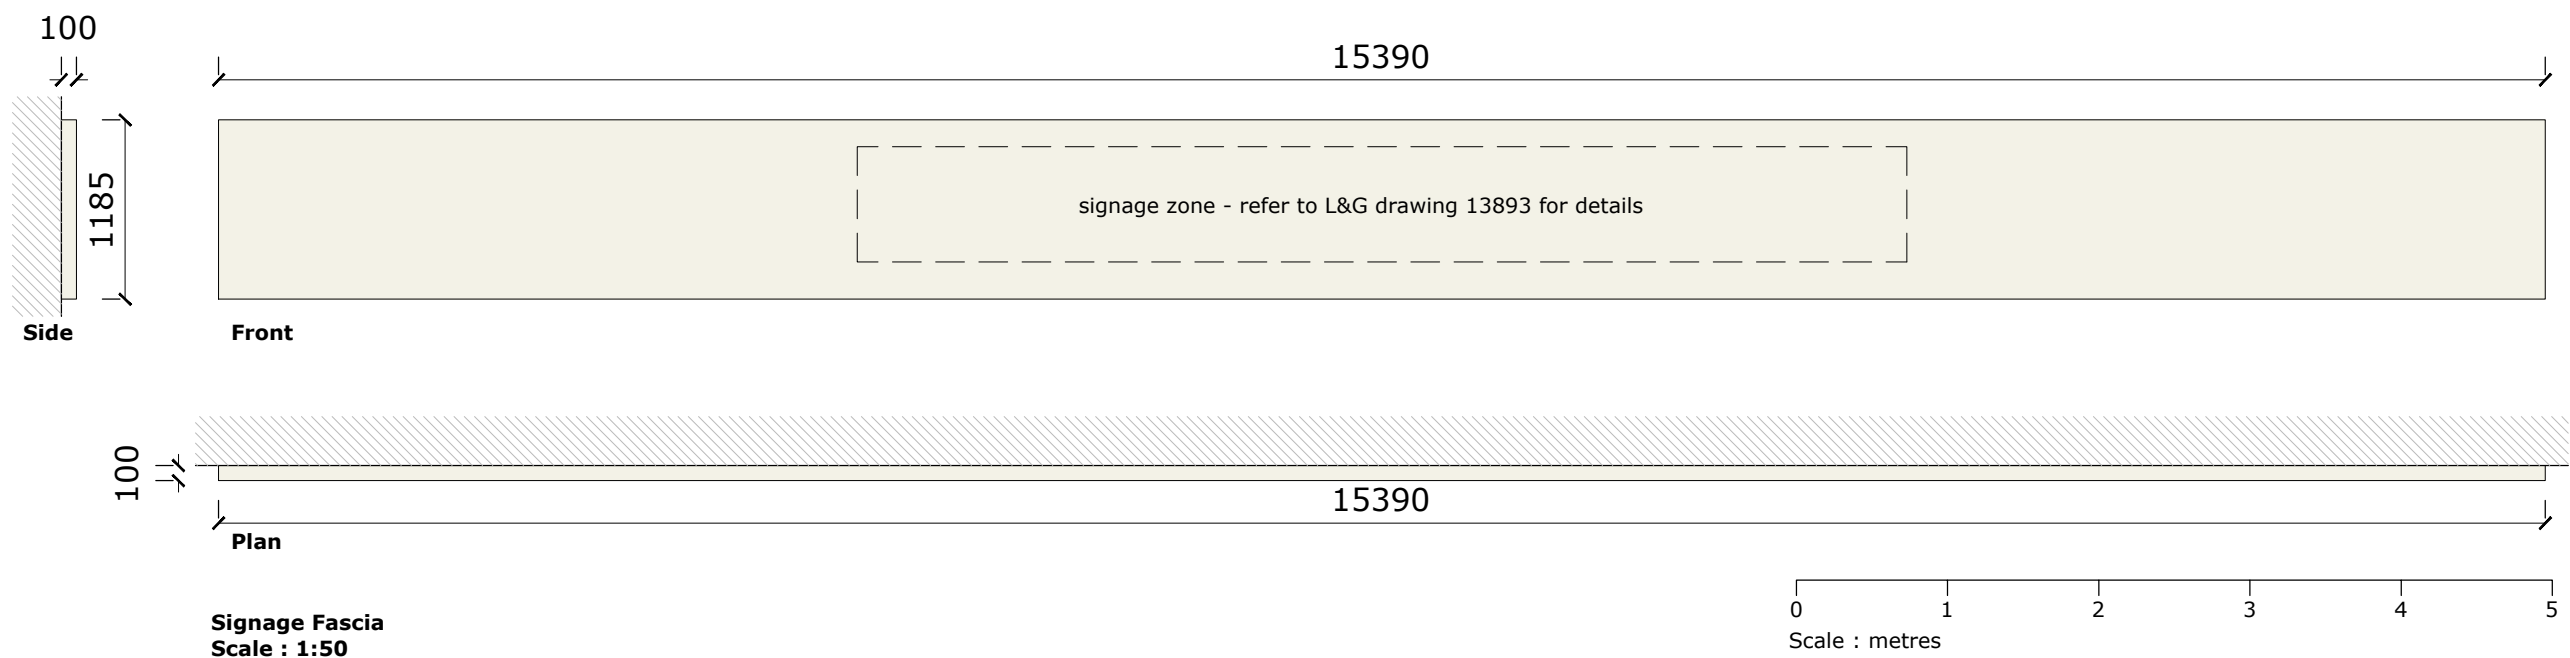 100
15390
1185
signage zone - refer to L&G drawing 13893 for details
Side
Front
100
15390
Plan
Signage Fascia
Scale : 1:50
0 1 2 3 4 5
Scale : metres